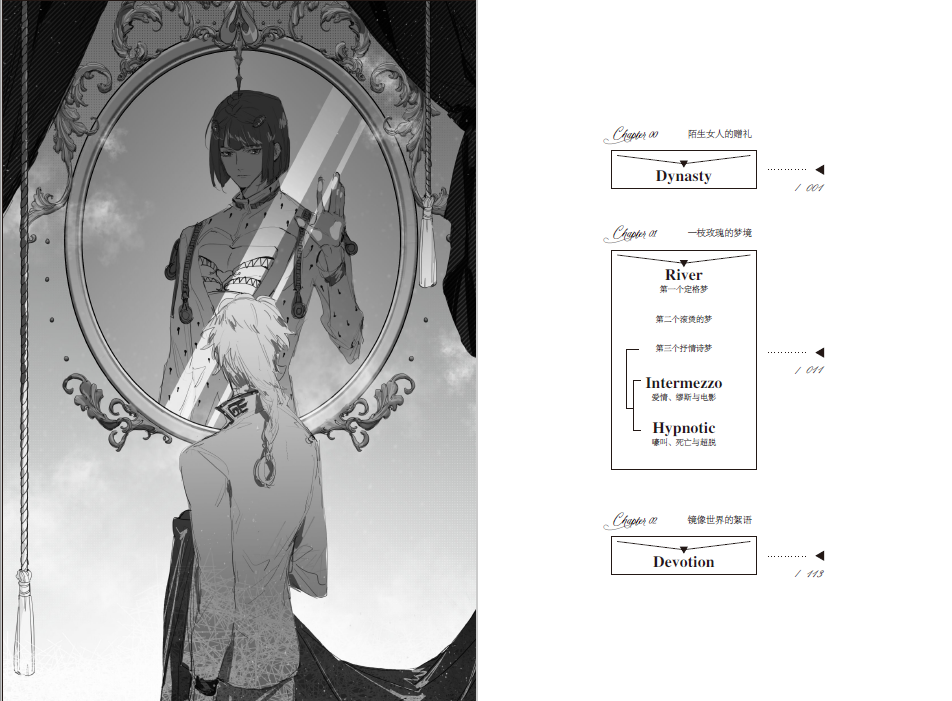 Chapter 00 陌生女人的赠礼
Dynasty
/ 001
Chapter 01 一枝玫瑰的梦境
River
第一个定格梦
第二个滚烫的梦
第三个抒情诗梦
Intermezzo
爱情、缪斯与电影
Hypnotic
嚎叫、死亡与超脱
/ 011
Chapter 02 镜像世界的絮语
Devotion
/ 113